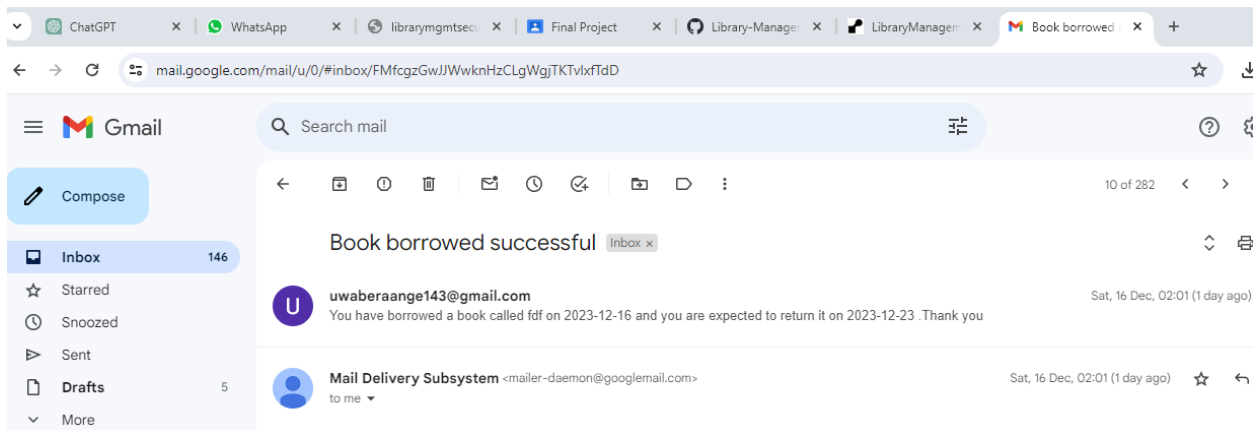 ChatGPT WhatsApp librarymgmtsecu Final Project Library-Manage LibraryManagem Book borrowed
mail.google.com/mail/u/0/#inbox/FMfcgzGwJJWwknHzCLgWgjTKTvlxfTdD
Gmail
Search mail
Compose
10 of 282
Book borrowed successful Inbox ×
Inbox 146
Starred
Snoozed
Sent
Drafts 5
More
U
uwaberaange143@gmail.com Sat, 16 Dec, 02:01 (1 day ago)
You have borrowed a book called fdf on 2023-12-16 and you are expected to return it on 2023-12-23 .Thank you
Mail Delivery Subsystem <mailer-daemon@googlemail.com> Sat, 16 Dec, 02:01 (1 day ago)
to me